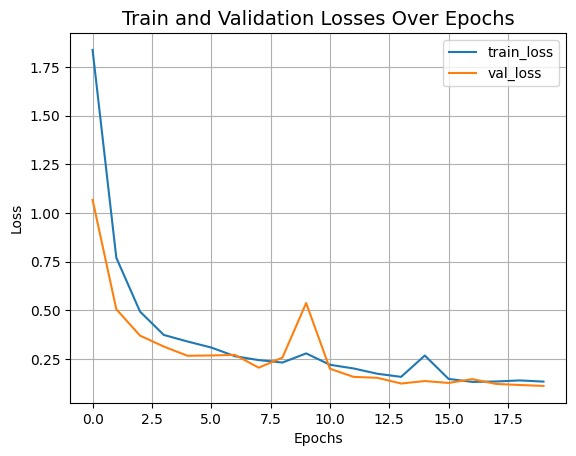 Train and Validation Losses Over Epochs
train_loss
val_loss
1.75
1.50
1.25
1.00
0.75
0.50
0.25
Loss
0.0 2.5 5.0 7.5 10.0 12.5 15.0 17.5
Epochs